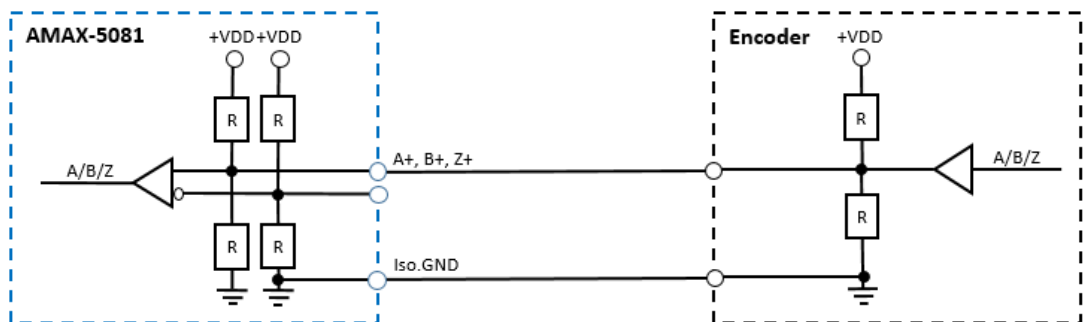 AMAX-5081
+VDD +VDD
Encoder
+VDD
R
R
R
A/B/Z
A+, B+, Z+
A/B/Z
R
R
R
Iso.GND